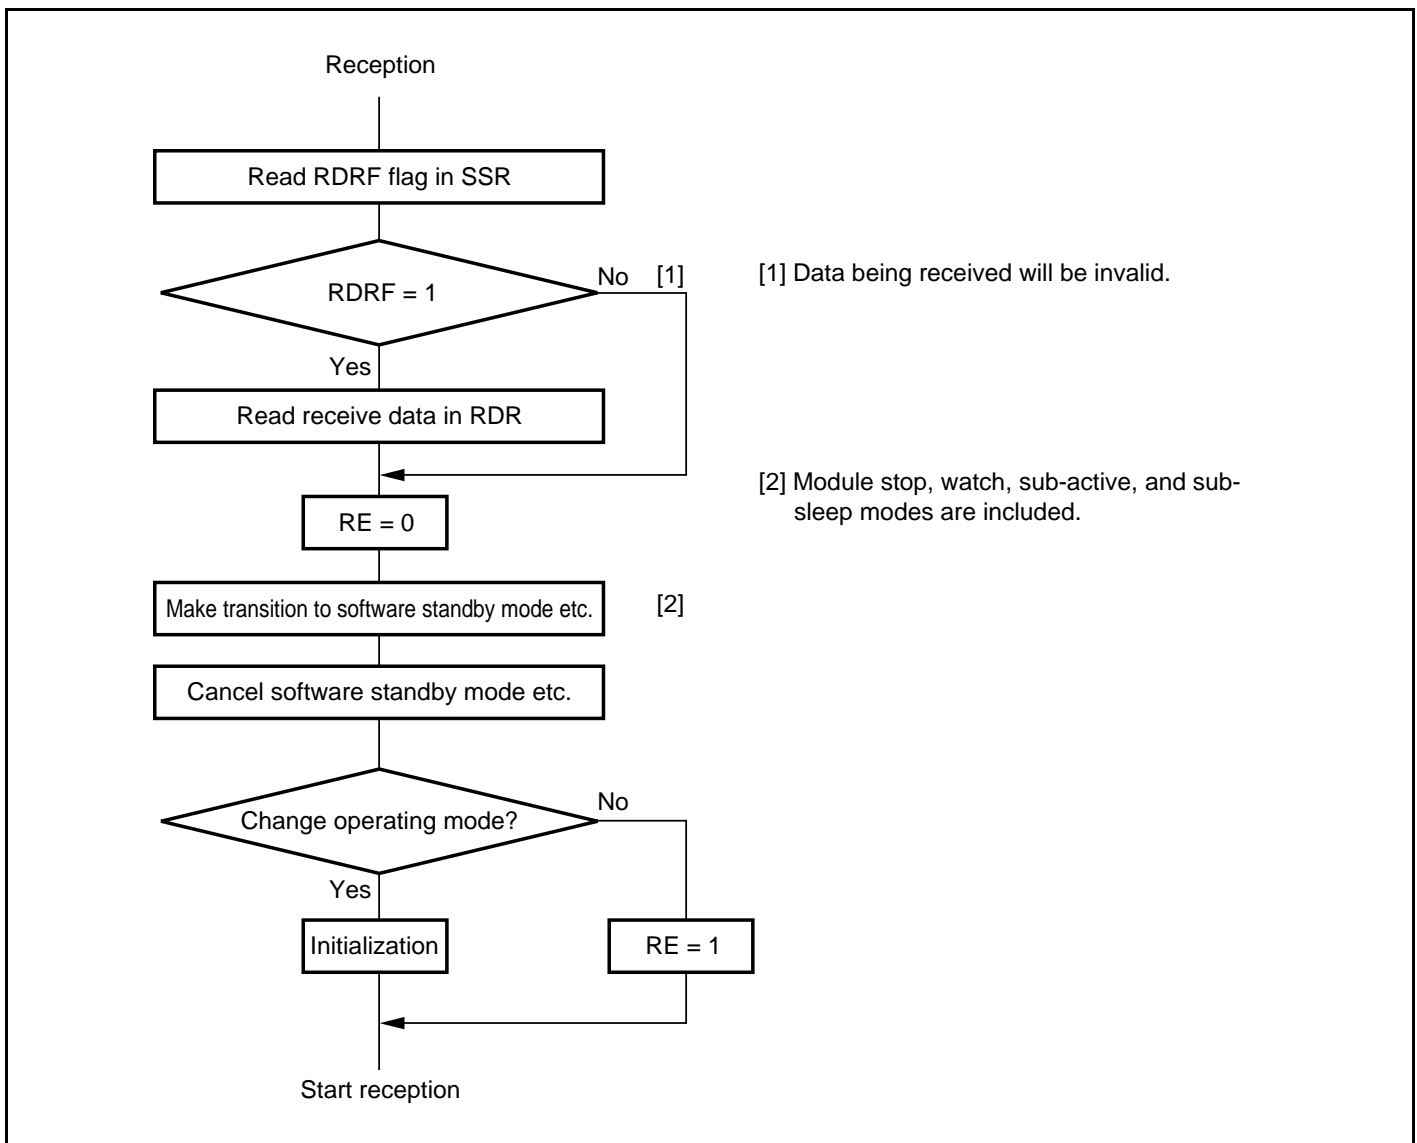 Reception
Read RDRF flag in SSR
RDRF = 1
No [1]
[1] Data being received will be invalid.
Yes
Read receive data in RDR
[2] Module stop, watch, sub-active, and sub-
sleep modes are included.
RE = 0
Make transition to software standby mode etc.
[2]
Cancel software standby mode etc.
Change operating mode?
No
Yes
Initialization
RE = 1
Start reception